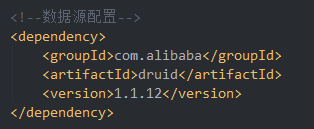 <!--数据源配置-->
<dependency>
    <groupId>com.alibaba</groupId>
    <artifactId>druid</artifactId>
    <version>1.1.12</version>
</dependency>